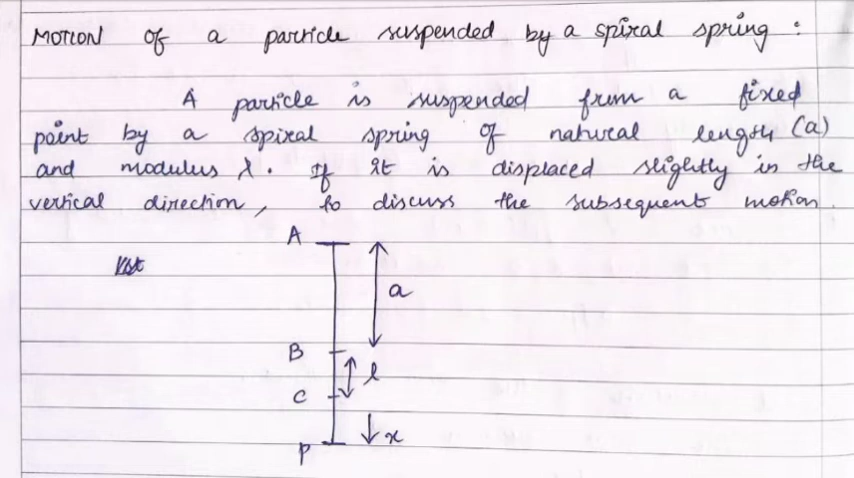 MOTION of a particle suspended by a spiral spring :
A particle is suspended from a fixed
point by a spiral spring of natural length (a)
and modulus λ. If it is displaced slightly in the
vertical direction, to discuss the subsequent motion.
A
a
B
l
C
x
P